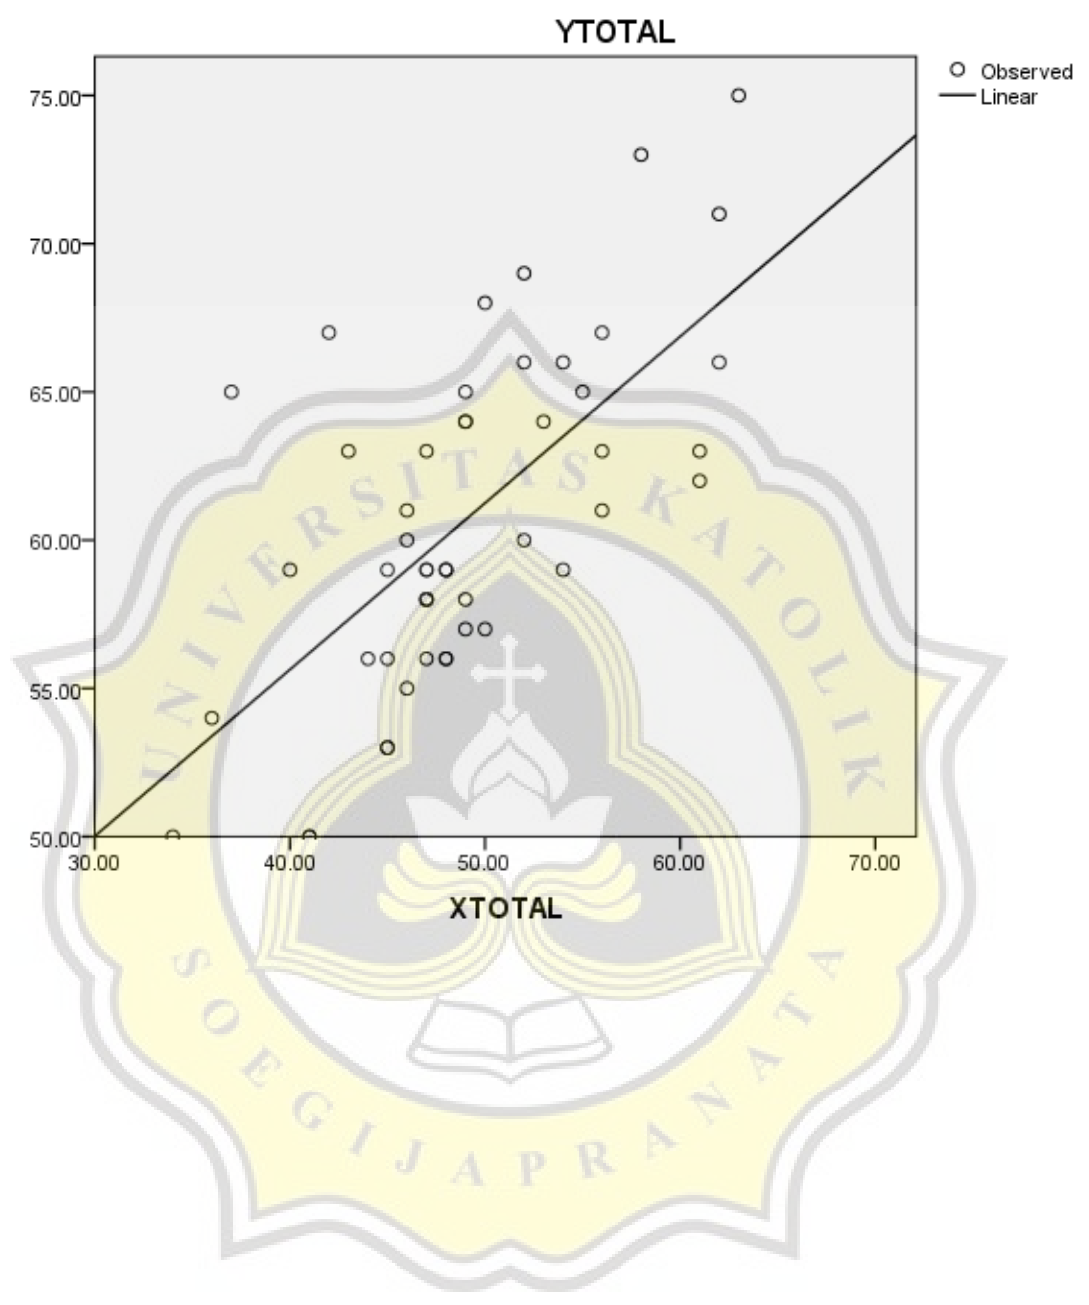 YTOTAL
Observed
Linear
75.00
70.00
65.00
60.00
55.00
50.00
30.00 40.00 50.00 60.00 70.00
XTOTAL
UNIVERSITAS KATOLIK
SOEGIJAPRANATA